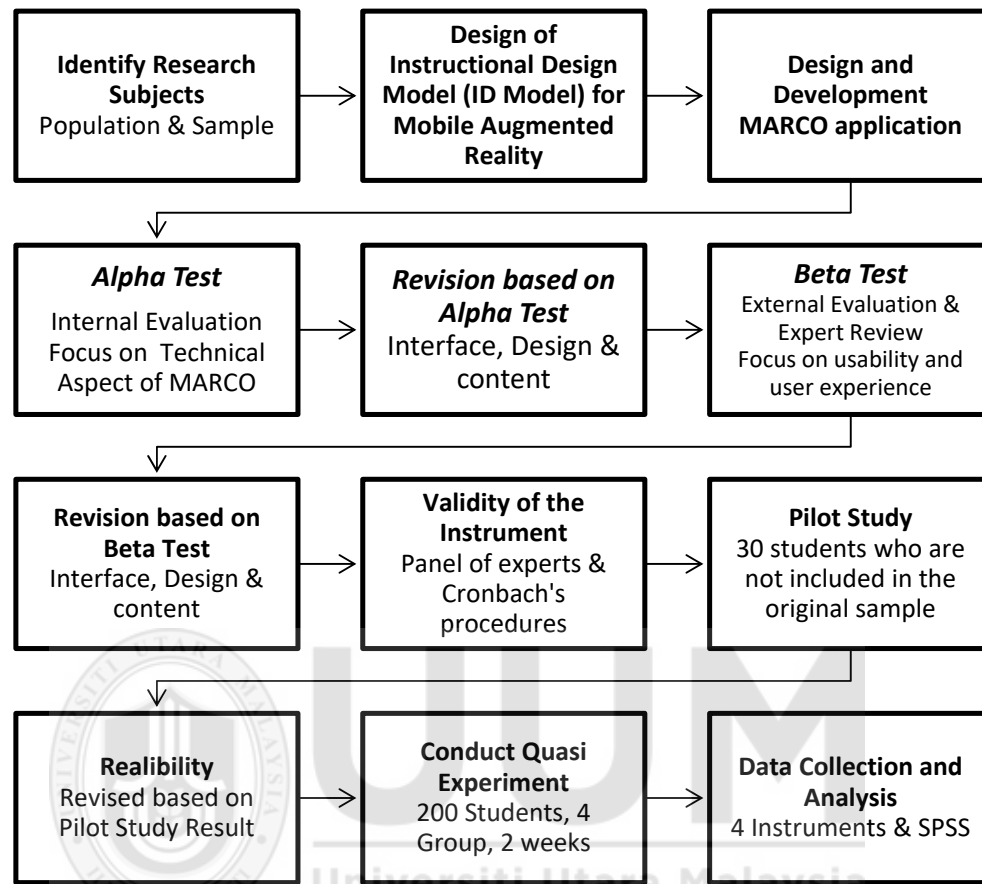 Identify Research
Subjects
Population & Sample
Design of
Instructional Design
Model (ID Model) for
Mobile Augmented
Reality
Design and
Development
MARCO application
Alpha Test
Internal Evaluation
Focus on Technical
Aspect of MARCO
Revision based on
Alpha Test
Interface, Design &
content
Beta Test
External Evaluation &
Expert Review
Focus on usability and
user experience
Revision based on
Beta Test
Interface, Design &
content
Validity of the
Instrument
Panel of experts &
Cronbach's
procedures
Pilot Study
30 students who are
not included in the
original sample
Realibility
Revised based on
Pilot Study Result
Conduct Quasi
Experiment
200 Students, 4
Group, 2 weeks
Data Collection and
Analysis
4 Instruments & SPSS
UNIVERSITI UTARA MALAYSIA
UUM
Universiti Utara Malaysia